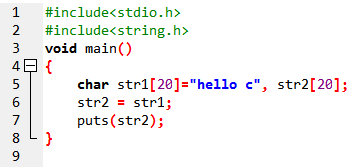 1 #include<stdio.h>
2 #include<string.h>
3 void main()
4 {
5 char str1[20]="hello c", str2[20];
6 str2 = str1;
7 puts(str2);
8 }
9